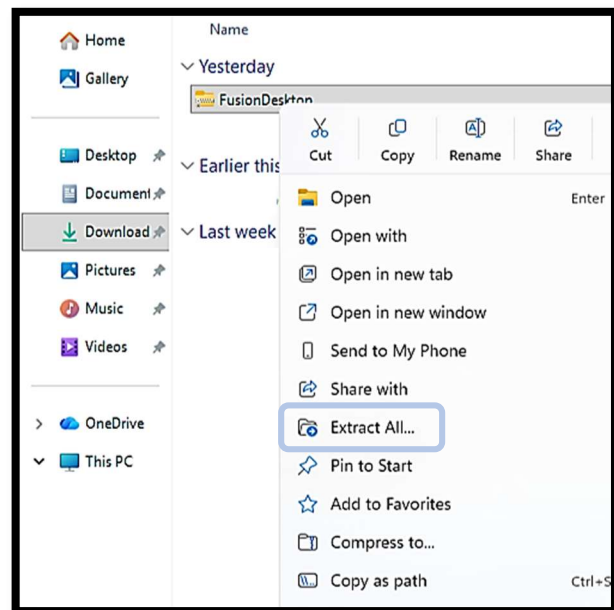 Home
Gallery
Desktop
Document
Download
Pictures
Music
Videos
OneDrive
This PC
Name
Yesterday
FusionDesktop
Earlier this
Last week
Cut Copy Rename Share
Open Enter
Open with
Open in new tab
Open in new window
Send to My Phone
Share with
Extract All...
Pin to Start
Add to Favorites
Compress to...
Copy as path Ctrl+S